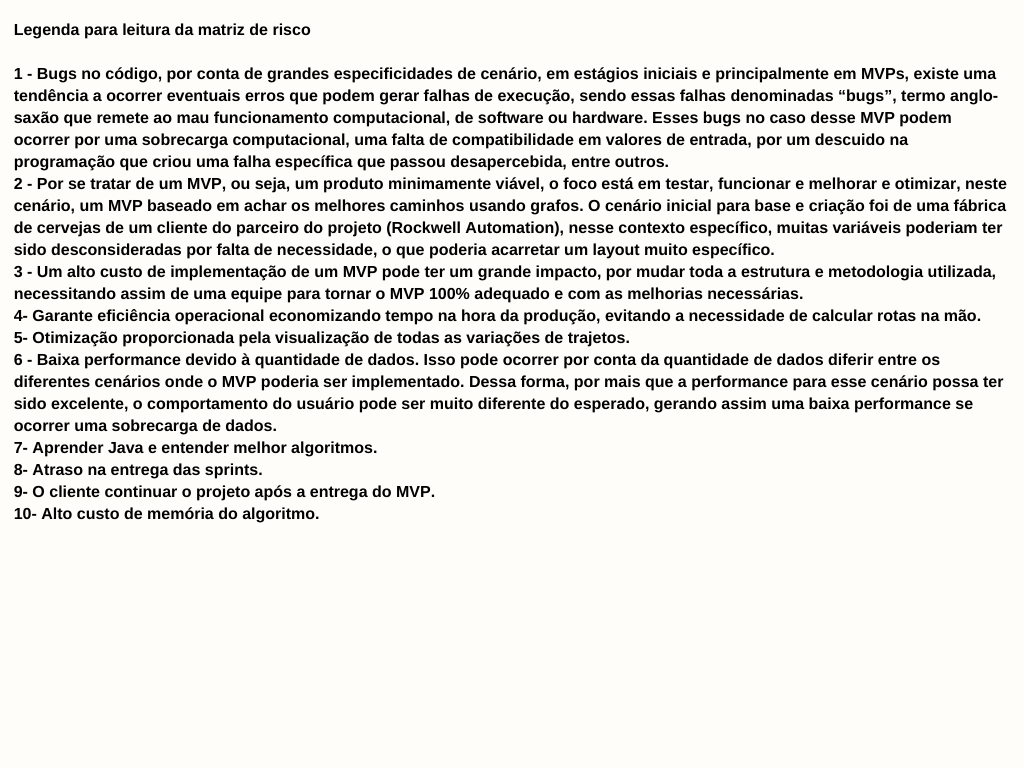 Legenda para leitura da matriz de risco
1 - Bugs no código, por conta de grandes especificidades de cenário, em estágios iniciais e principalmente em MVPs, existe uma
tendência a ocorrer eventuais erros que podem gerar falhas de execução, sendo essas falhas denominadas “bugs”, termo anglo-
saxão que remete ao mau funcionamento computacional, de software ou hardware. Esses bugs no caso desse MVP podem
ocorrer por uma sobrecarga computacional, uma falta de compatibilidade em valores de entrada, por um descuido na
programação que criou uma falha específica que passou desapercebida, entre outros.
2 - Por se tratar de um MVP, ou seja, um produto minimamente viável, o foco está em testar, funcionar e melhorar e otimizar, neste
cenário, um MVP baseado em achar os melhores caminhos usando grafos. O cenário inicial para base e criação foi de uma fábrica
de cervejas de um cliente do parceiro do projeto (Rockwell Automation), nesse contexto específico, muitas variáveis poderiam ter
sido desconsideradas por falta de necessidade, o que poderia acarretar um layout muito específico.
3 - Um alto custo de implementação de um MVP pode ter um grande impacto, por mudar toda a estrutura e metodologia utilizada,
necessitando assim de uma equipe para tornar o MVP 100% adequado e com as melhorias necessárias.
4- Garante eficiência operacional economizando tempo na hora da produção, evitando a necessidade de calcular rotas na mão.
5- Otimização proporcionada pela visualização de todas as variações de trajetos.
6 - Baixa performance devido à quantidade de dados. Isso pode ocorrer por conta da quantidade de dados diferir entre os
diferentes cenários onde o MVP poderia ser implementado. Dessa forma, por mais que a performance para esse cenário possa ter
sido excelente, o comportamento do usuário pode ser muito diferente do esperado, gerando assim uma baixa performance se
ocorrer uma sobrecarga de dados.
7- Aprender Java e entender melhor algoritmos.
8- Atraso na entrega das sprints.
9- O cliente continuar o projeto após a entrega do MVP.
10- Alto custo de memória do algoritmo.